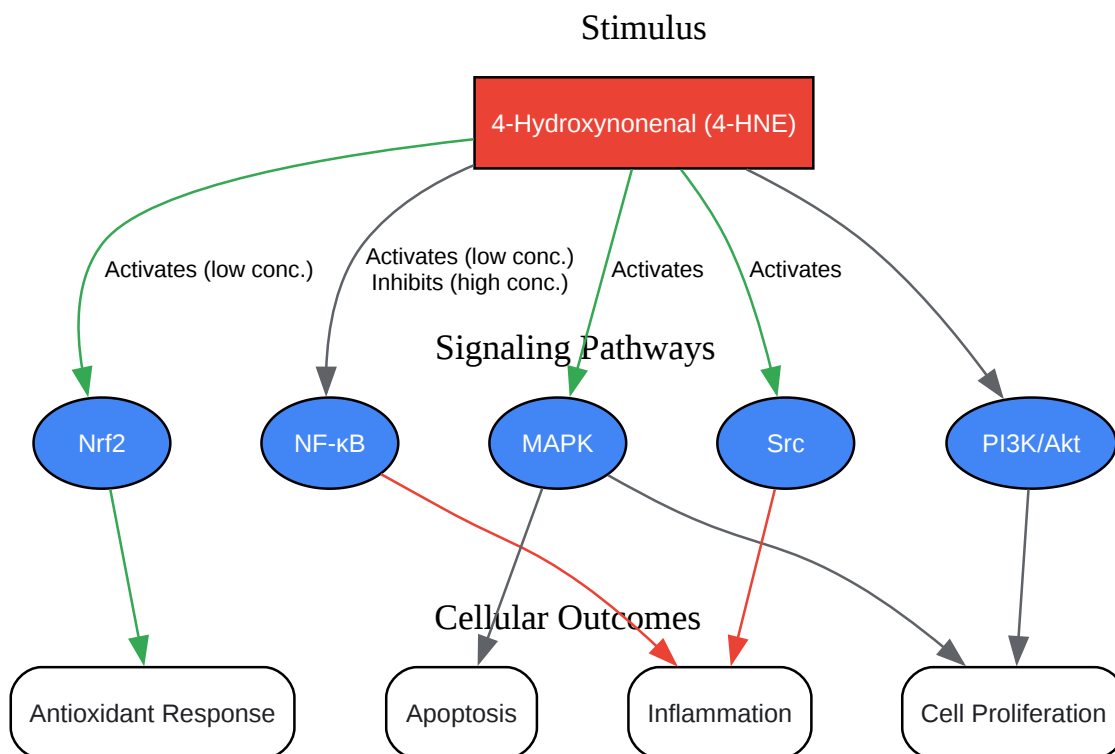 Stimulus
4-Hydroxynonenal (4-HNE)
Activates (low conc.)
Activates (low conc.)
Inhibits (high conc.)
Activates
Activates
Signaling Pathways
Nrf2
NF-κB
MAPK
Src
PI3K/Akt
Cellular Outcomes
Antioxidant Response
Apoptosis
Inflammation
Cell Proliferation